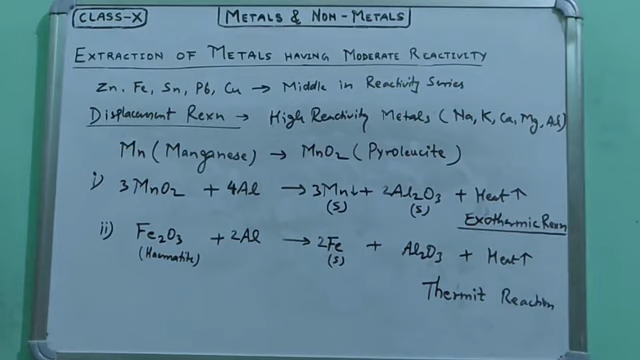 CLASS-X
METALS & NON-METALS
EXTRACTION OF METALS HAVING MODERATE REACTIVITY
Zn, Fe, Sn, Pb, Cu → Middle in Reactivity Series
Displacement Rexn → High Reactivity Metals (Na, K, Ca, Mg, Al)
Mn (Manganese) → MnO₂ (Pyroleucite)
i) 3MnO₂ + 4Al → 3Mn↓ + 2Al₂O₃ + Heat↑
(S) (S)
Exothermic Rexn
ii) Fe₂O₃ + 2Al → 2Fe + Al₂O₃ + Heat↑
(Haematite) (S)
Thermit Reaction